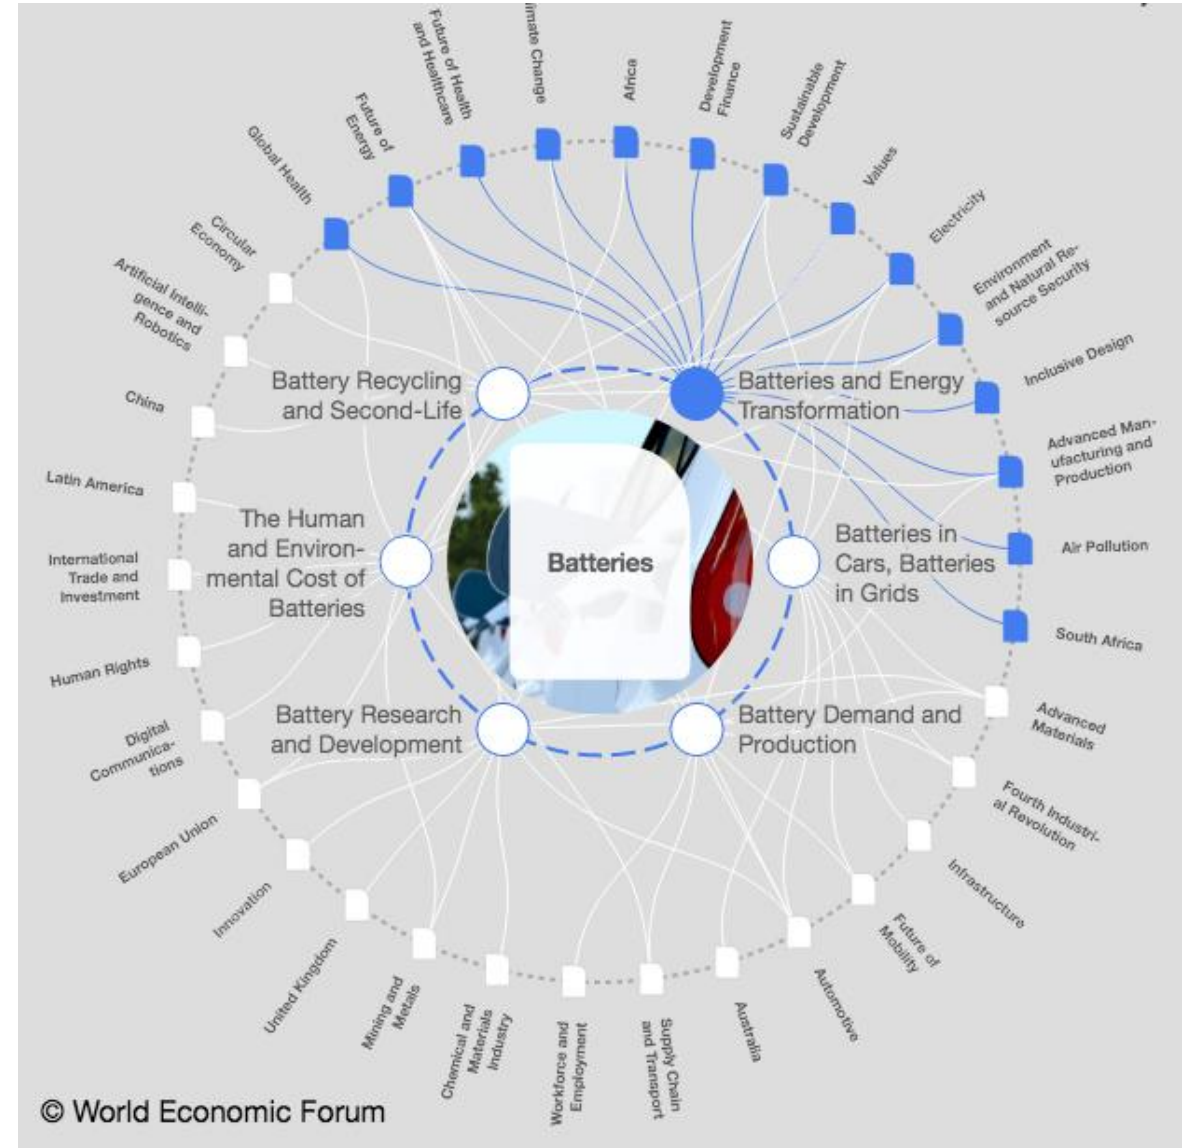 Future of Health
and Healthcare
Climate Change
Africa
Development
Finance
Sustainable
Development
Values
Electricity
Environment
and Natural Re-
source Security
Inclusive Design
Advanced Man-
ufacturing and
Production
Air Pollution
South Africa
Advanced
Materials
Fourth Industri-
al Revolution
Infrastructure
Future of
Mobility
Automotive
Australia
Supply Chain
and Transport
Workforce and
Employment
Chemical and
Materials
Industry
Mining and
Metals
United Kingdom
Innovation
European Union
Digital
Communica-
tions
Human Rights
International
Trade and
Investment
Latin America
China
Artificial Intelli-
gence and
Robotics
Circular
Economy
Global Health
Future of
Energy
Battery Recycling
and Second-Life
Batteries and Energy
Transformation
The Human
and Environ-
mental Cost of
Batteries
Batteries
Batteries in
Cars, Batteries
in Grids
Battery Research
and Development
Battery Demand and
Production
© World Economic Forum